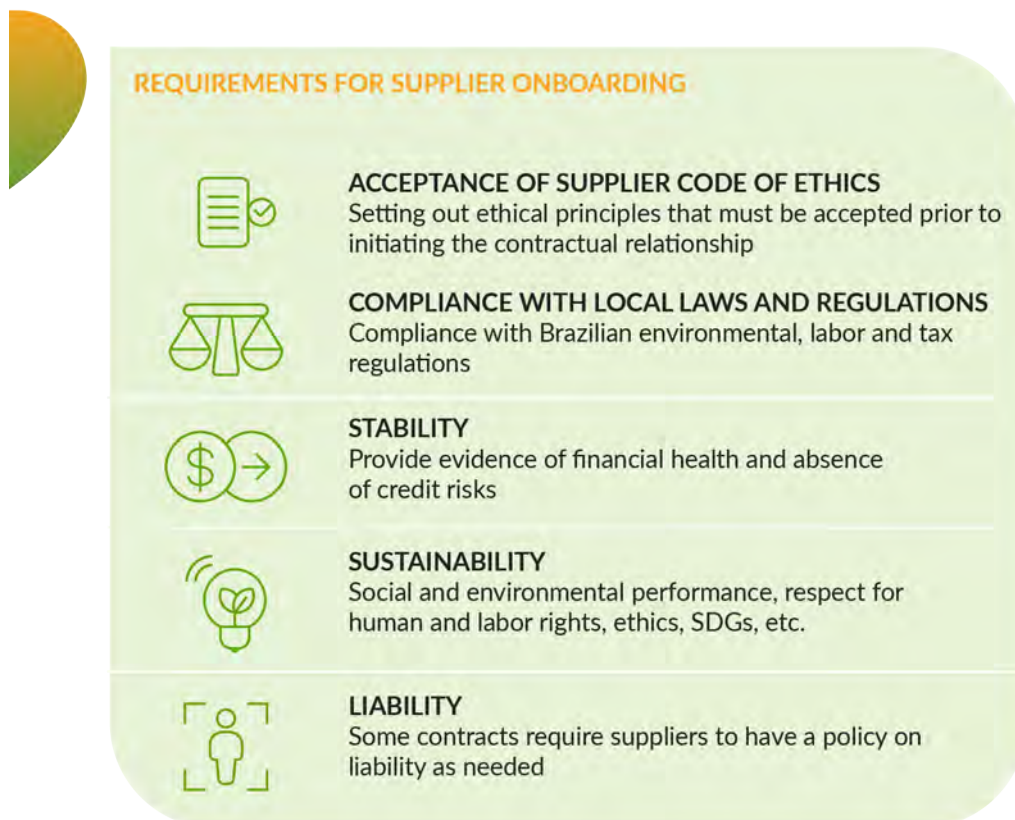 REQUIREMENTS FOR SUPPLIER ONBOARDING
ACCEPTANCE OF SUPPLIER CODE OF ETHICS
Setting out ethical principles that must be accepted prior to
initiating the contractual relationship
COMPLIANCE WITH LOCAL LAWS AND REGULATIONS
Compliance with Brazilian environmental, labor and tax
regulations
STABILITY
Provide evidence of financial health and absence
of credit risks
SUSTAINABILITY
Social and environmental performance, respect for
human and labor rights, ethics, SDGs, etc.
LIABILITY
Some contracts require suppliers to have a policy on
liability as needed